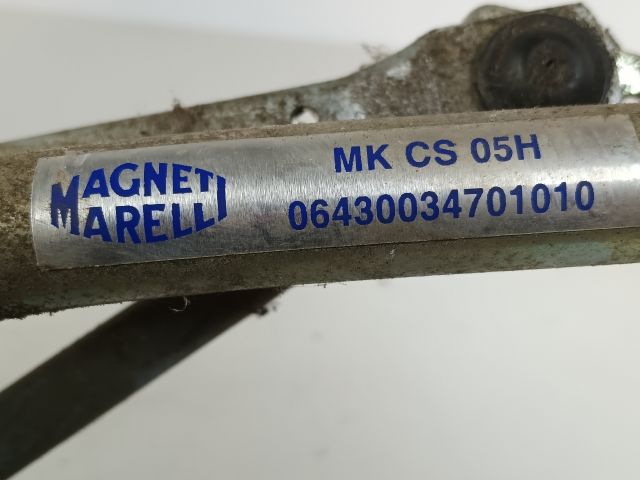 MAGNETI
MARELLI
MK CS 05H
06430034701010